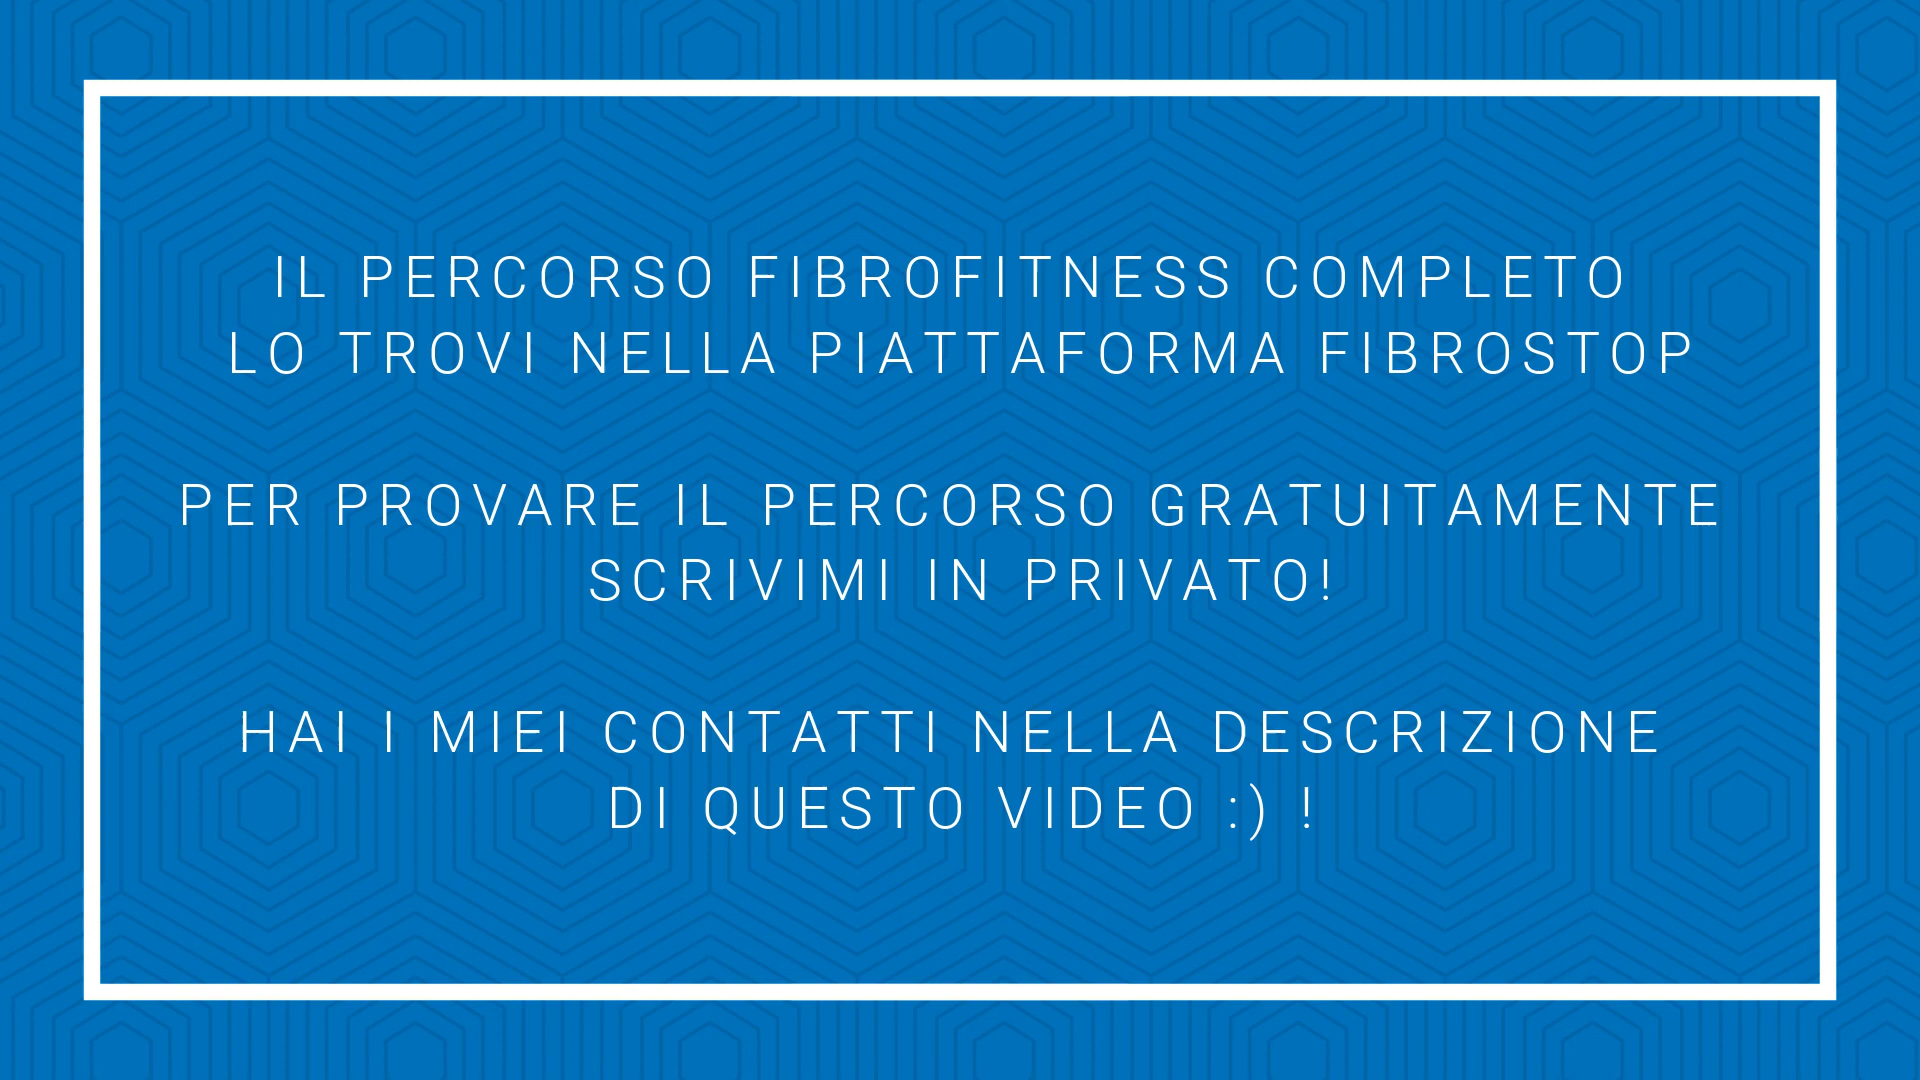 IL PERCORSO FIBROFITNESS COMPLETO
LO TROVI NELLA PIATTAFORMA FIBROSTOP
PER PROVARE IL PERCORSO GRATUITAMENTE
SCRIVIMI IN PRIVATO!
HAI I MIEI CONTATTI NELLA DESCRIZIONE
DI QUESTO VIDEO :) !